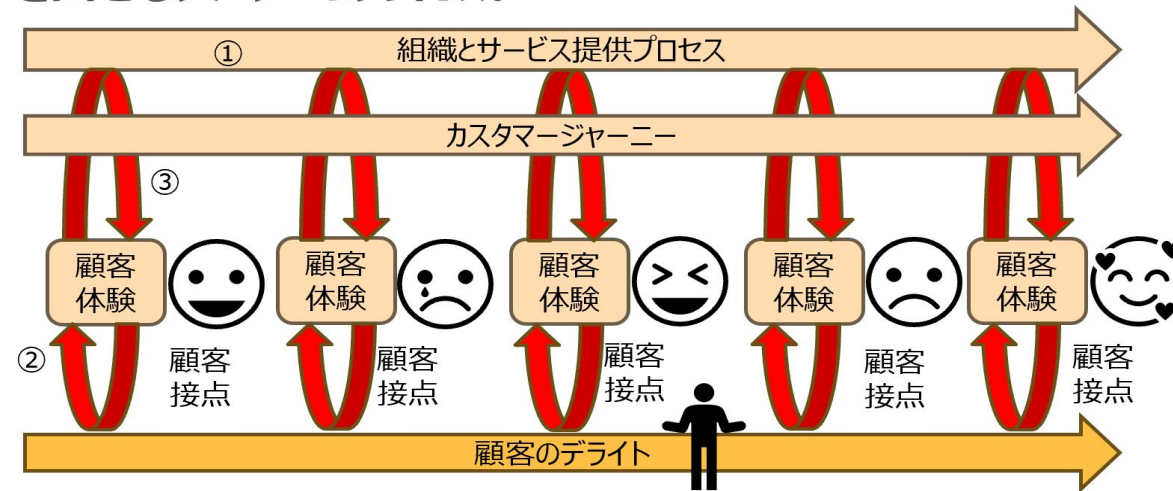 ①
組織とサービス提供プロセス
カスタマージャーニー
③
顧客
体験
顧客
体験
顧客
体験
顧客
体験
顧客
体験
②
顧客
接点
顧客
接点
顧客
接点
顧客
接点
顧客
接点
顧客のデライト